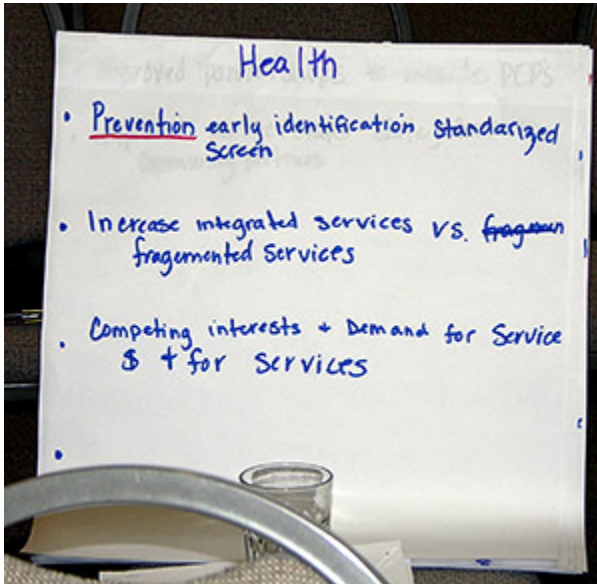 Health
• Prevention early identification standarized
screen
• Increase integrated services vs. fragmen
fragemented Services
• Competing interests + Demand for Service
$ + for Services
•